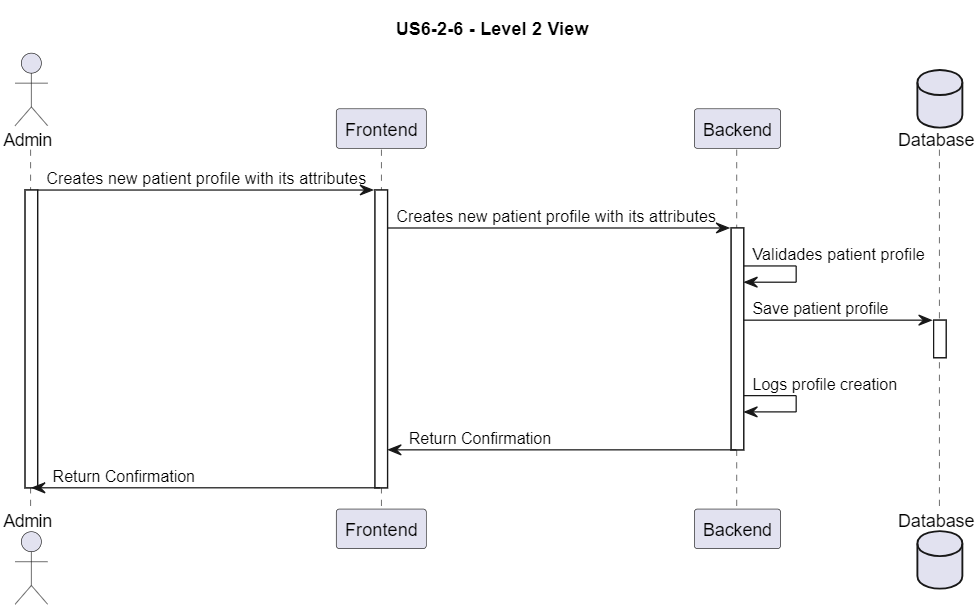 US6-2-6 - Level 2 View
Admin
Frontend
Backend
Database
Creates new patient profile with its attributes
Creates new patient profile with its attributes
Validades patient profile
Save patient profile
Logs profile creation
Return Confirmation
Return Confirmation
Admin
Frontend
Backend
Database